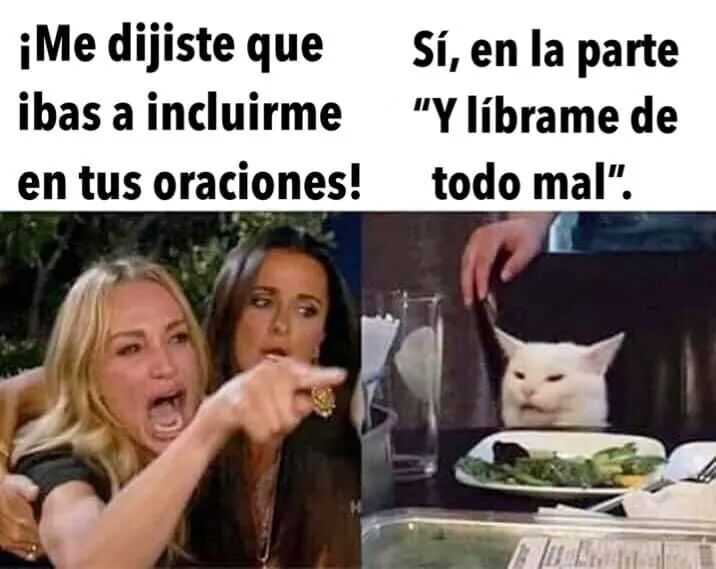 ¡Me dijiste que
ibas a incluirme
en tus oraciones!
Sí, en la parte
"Y líbrame de
todo mal".